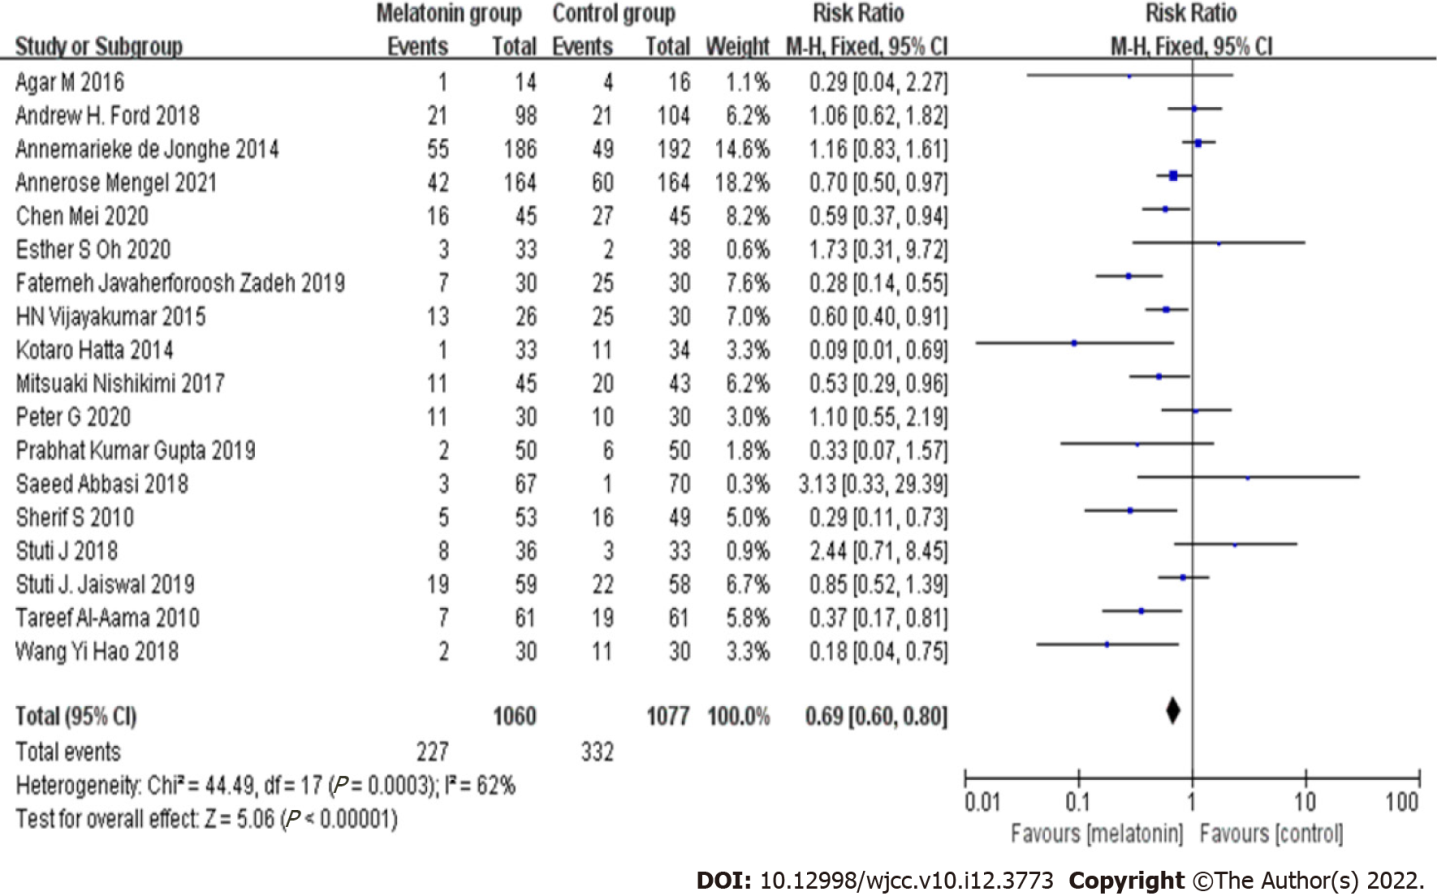 Melatonin group Control group Risk Ratio Risk Ratio
Study or Subgroup Events Total Events Total Weight M-H, Fixed, 95% CI M-H, Fixed, 95% CI
Agar M 2016 1 14 4 16 1.1% 0.29 [0.04, 2.27]
Andrew H. Ford 2018 21 98 21 104 6.2% 1.06 [0.62, 1.82]
Annemarieke de Jonghe 2014 55 186 49 192 14.6% 1.16 [0.83, 1.61]
Annerose Mengel 2021 42 164 60 164 18.2% 0.70 [0.50, 0.97]
Chen Mei 2020 16 45 27 45 8.2% 0.59 [0.37, 0.94]
Esther S Oh 2020 3 33 2 38 0.6% 1.73 [0.31, 9.72]
Fatemeh Javaherforoosh Zadeh 2019 7 30 25 30 7.6% 0.28 [0.14, 0.55]
HN Vijayakumar 2015 13 26 25 30 7.0% 0.60 [0.40, 0.91]
Kotaro Hatta 2014 1 33 11 34 3.3% 0.09 [0.01, 0.69]
Mitsuaki Nishikimi 2017 11 45 20 43 6.2% 0.53 [0.29, 0.96]
Peter G 2020 11 30 10 30 3.0% 1.10 [0.55, 2.19]
Prabhat Kumar Gupta 2019 2 50 6 50 1.8% 0.33 [0.07, 1.57]
Saeed Abbasi 2018 3 67 1 70 0.3% 3.13 [0.33, 29.39]
Sherif S 2010 5 53 16 49 5.0% 0.29 [0.11, 0.73]
Stuti J 2018 8 36 3 33 0.9% 2.44 [0.71, 8.45]
Stuti J. Jaiswal 2019 19 59 22 58 6.7% 0.85 [0.52, 1.39]
Tareef Al-Aama 2010 7 61 19 61 5.8% 0.37 [0.17, 0.81]
Wang Yi Hao 2018 2 30 11 30 3.3% 0.18 [0.04, 0.75]
Total (95% CI) 1060 1077 100.0% 0.69 [0.60, 0.80]
Total events 227 332
Heterogeneity: Chi² = 44.49, df = 17 (P = 0.0003); I² = 62%
Test for overall effect: Z = 5.06 (P < 0.00001)
0.01 0.1 1 10 100
Favours [melatonin] Favours [control]
DOI: 10.12998/wjcc.v10.i12.3773 Copyright ©The Author(s) 2022.